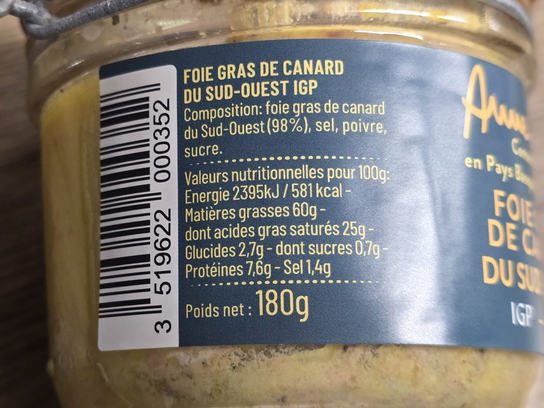 FOIE GRAS DE CANARD
DU SUD-OUEST IGP
Composition: foie gras de canard
du Sud-Ouest (98%), sel, poivre,
sucre.
Valeurs nutritionnelles pour 100g:
Energie 2395kJ / 581 kcal -
Matières grasses 60g -
dont acides gras saturés 25g -
Glucides 2,7g - dont sucres 0,7g -
Protéines 7,6g - Sel 1,4g
Poids net : 180g
3 519622 000352
en Pays
FOIE
DE
DU SUD
IGP